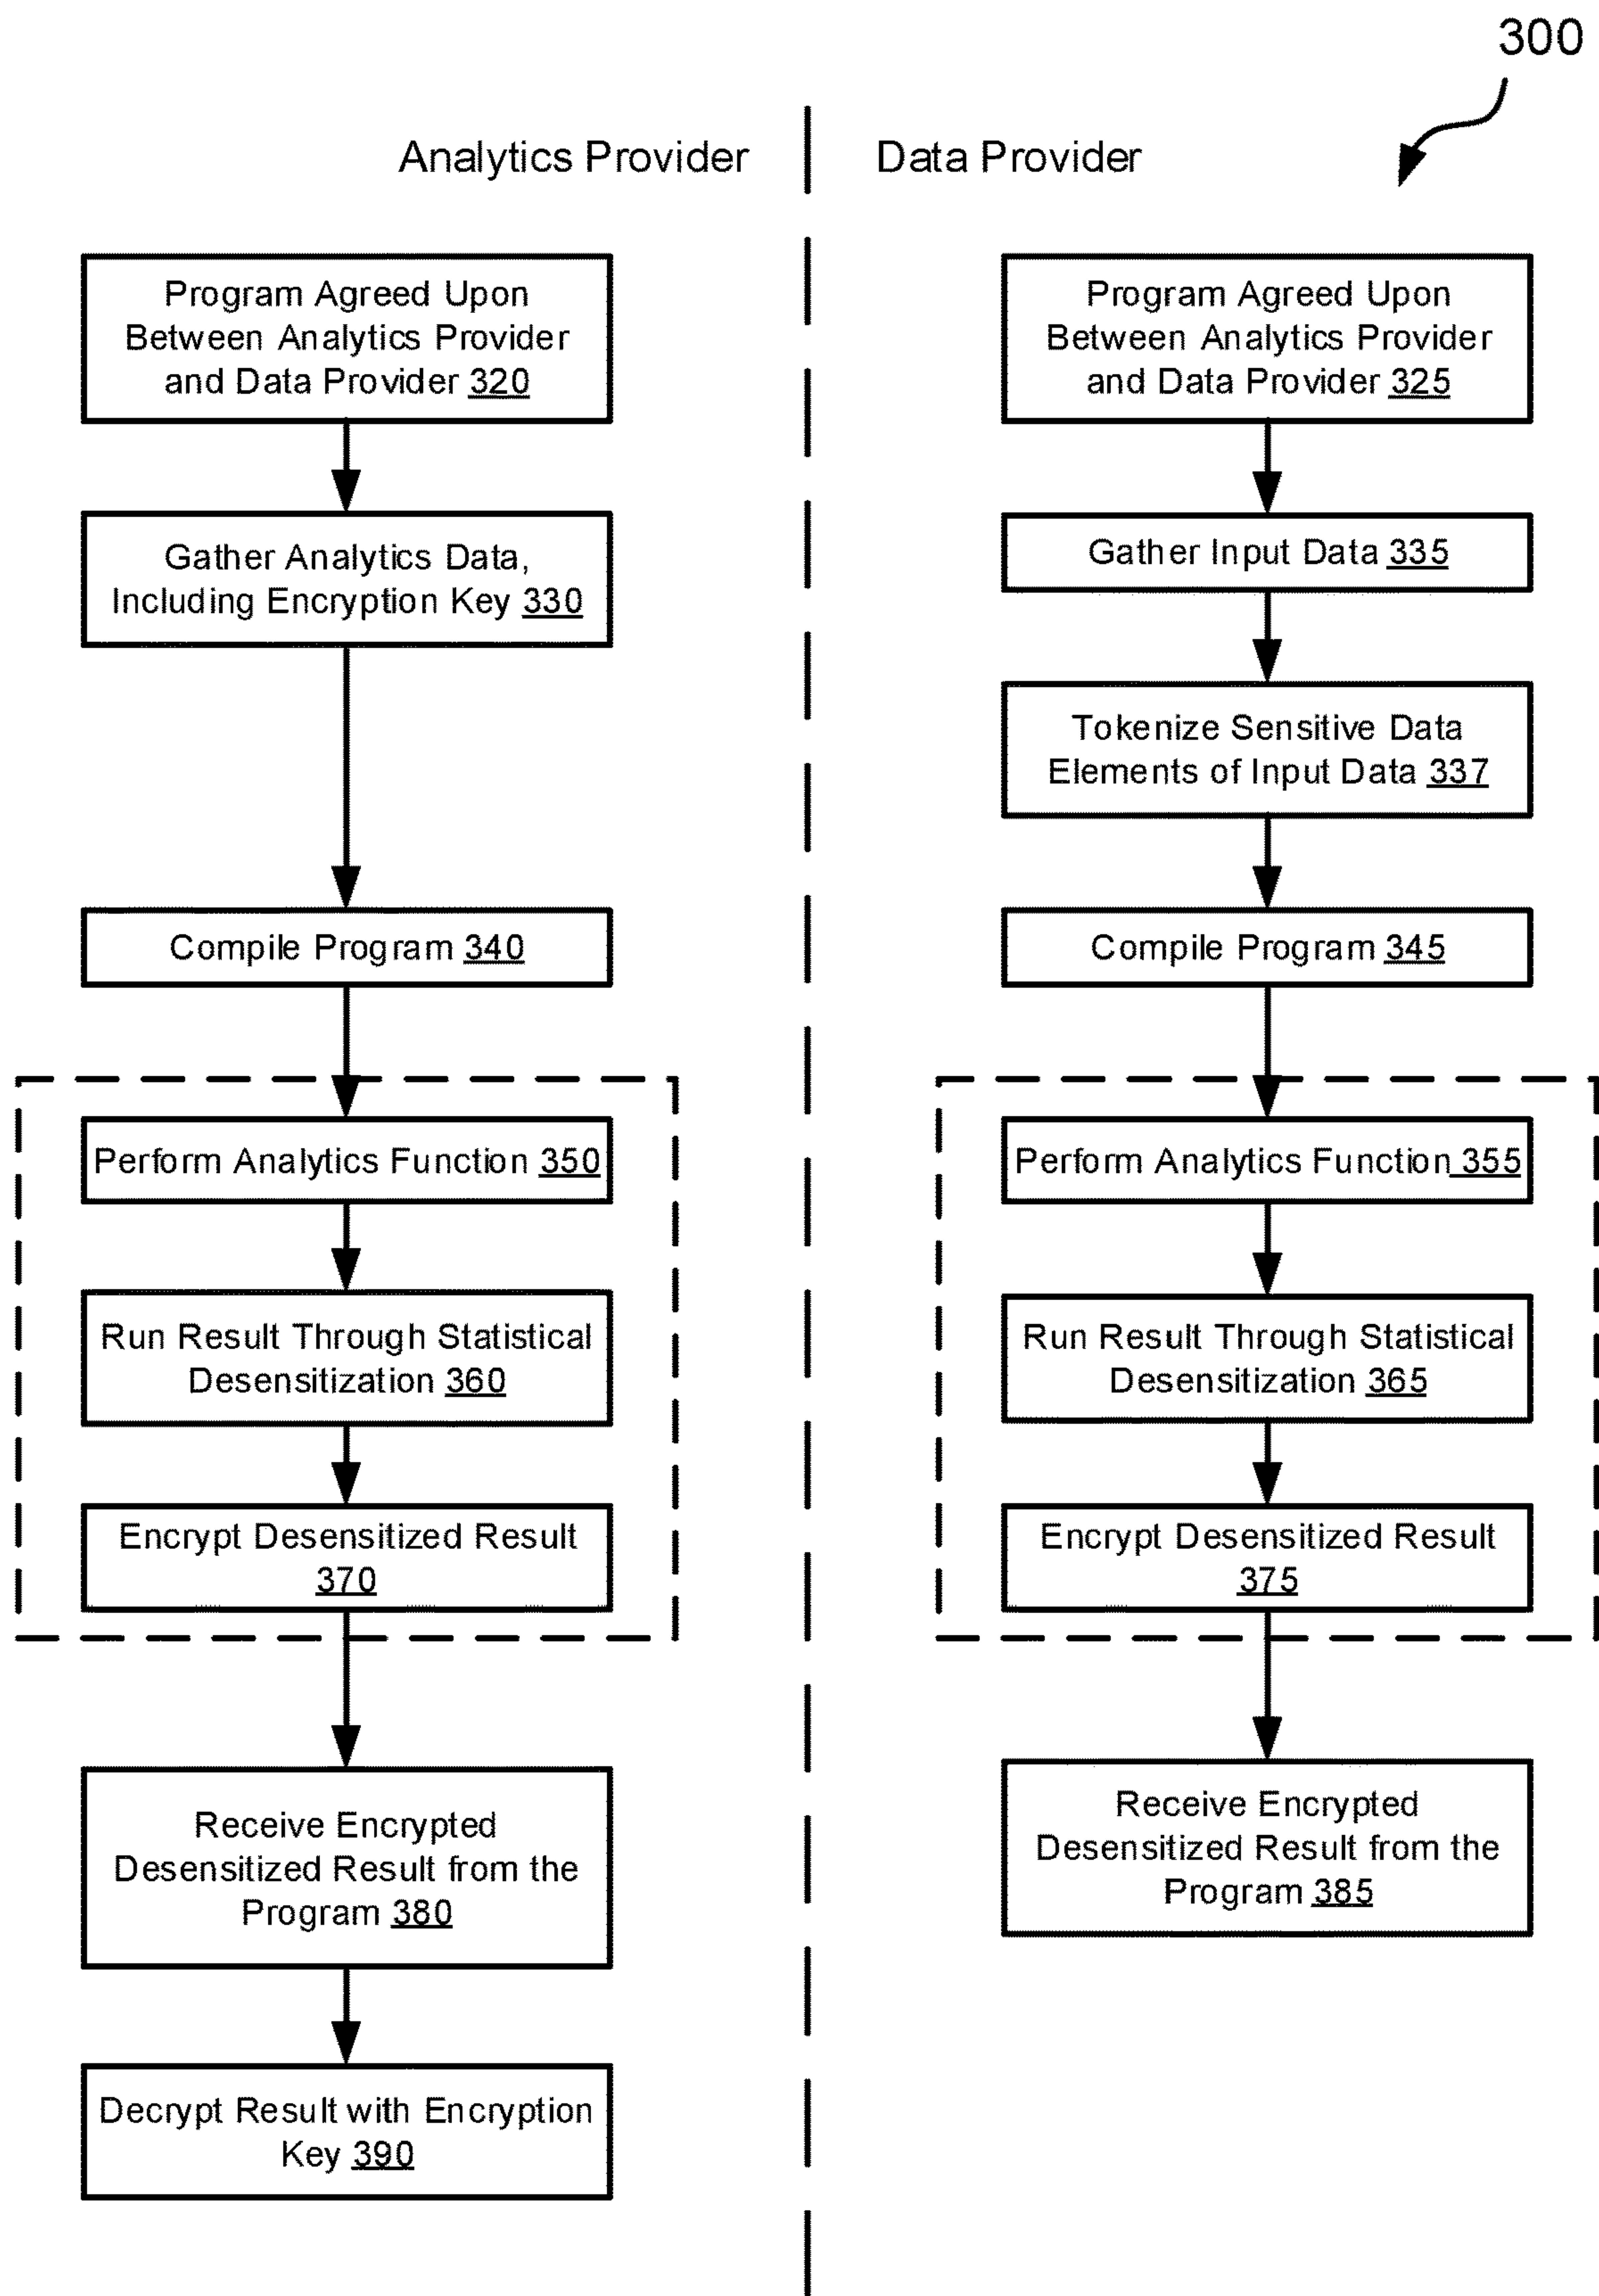 300
Analytics Provider
Data Provider
Program Agreed Upon
Between Analytics Provider
and Data Provider 320
Gather Analytics Data,
Including Encryption Key 330
Compile Program 340
Perform Analytics Function 350
Run Result Through Statistical
Desensitization 360
Encrypt Desensitized Result
370
Receive Encrypted
Desensitized Result from the
Program 380
Decrypt Result with Encryption
Key 390
Program Agreed Upon
Between Analytics Provider
and Data Provider 325
Gather Input Data 335
Tokenize Sensitive Data
Elements of Input Data 337
Compile Program 345
Perform Analytics Function 355
Run Result Through Statistical
Desensitization 365
Encrypt Desensitized Result
375
Receive Encrypted
Desensitized Result from the
Program 385